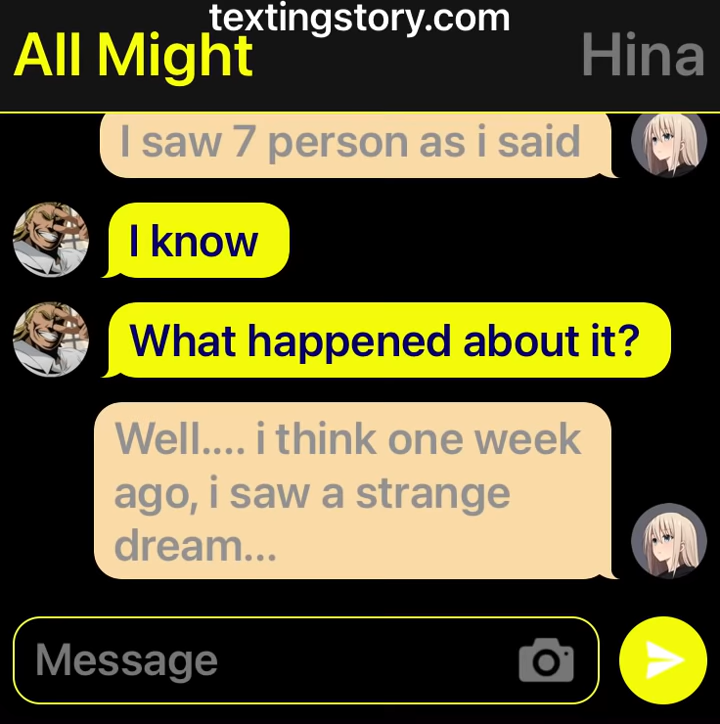 textingstory.com
All Might
Hina
I saw 7 person as i said
I know
What happened about it?
Well.... i think one week
ago, i saw a strange
dream...
Message